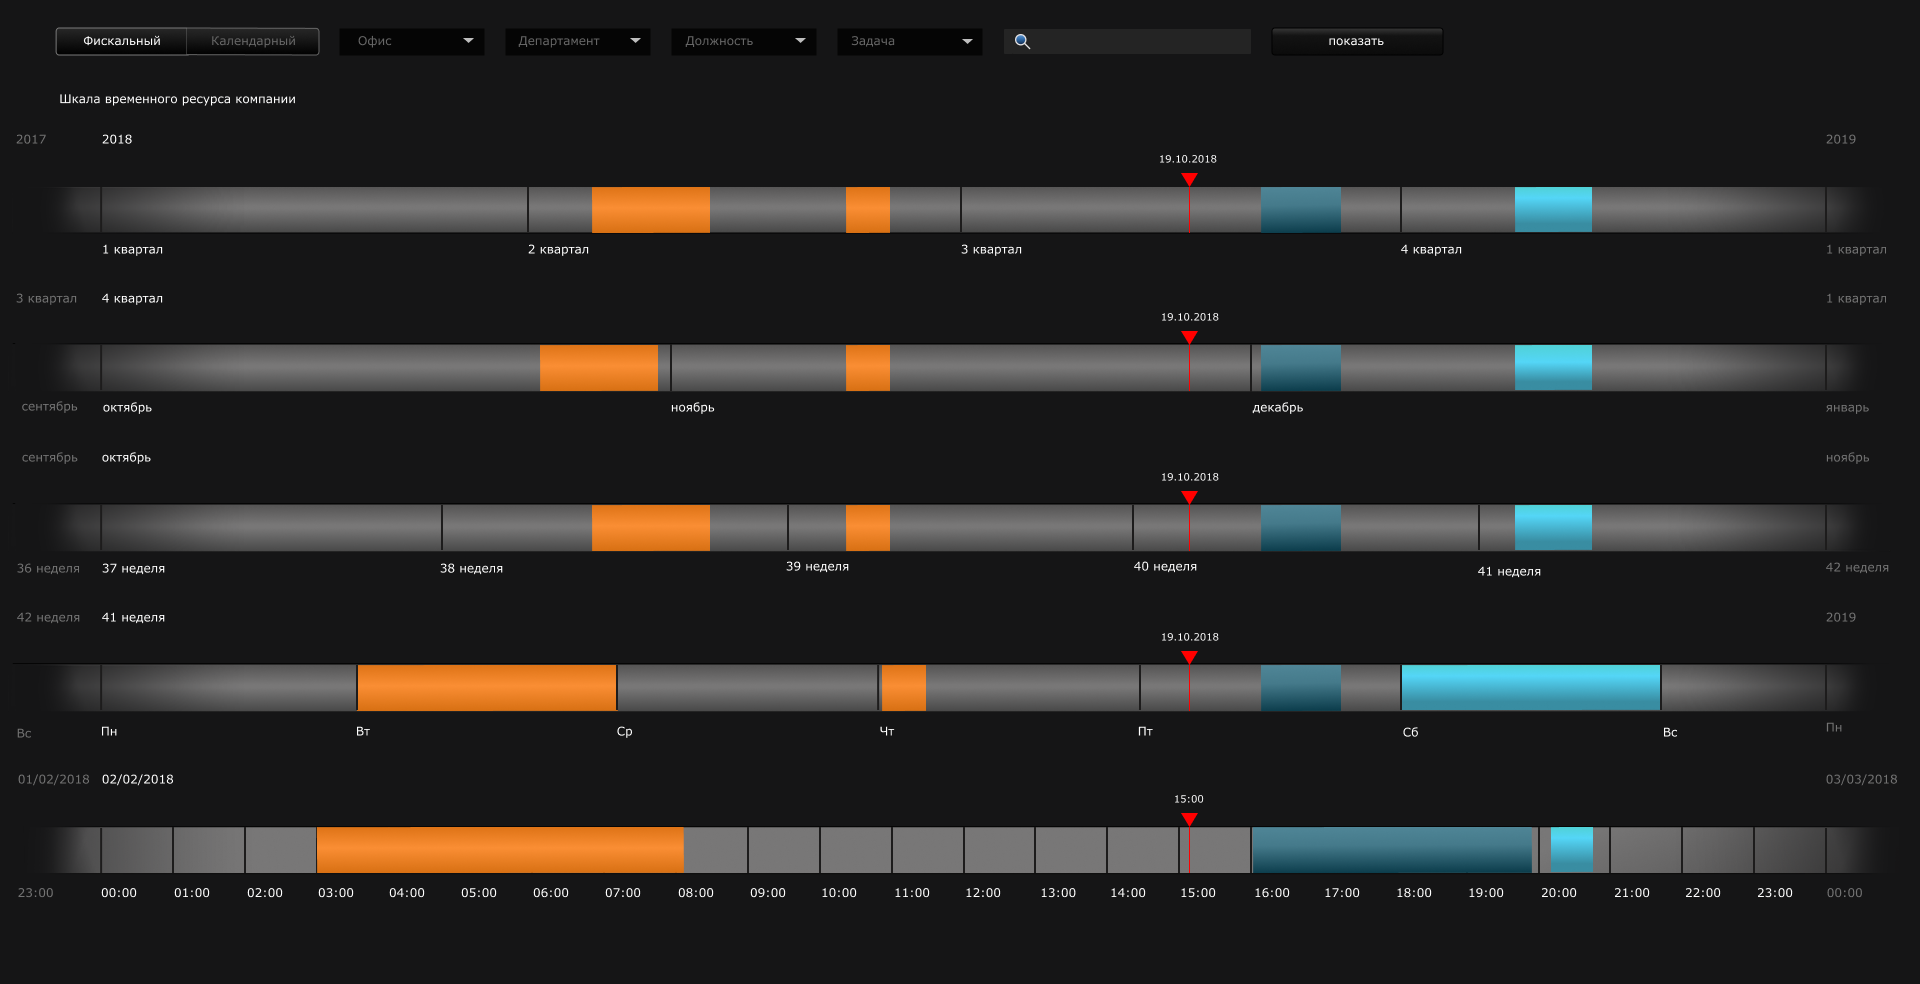 Фискальный Календарный Офис Департамент Должность Задача показать
Шкала временного ресурса компании
2017 2018 2019
19.10.2018
1 квартал 2 квартал 3 квартал 4 квартал 1 квартал
3 квартал 4 квартал 1 квартал
19.10.2018
сентябрь октябрь ноябрь декабрь январь
сентябрь октябрь ноябрь
19.10.2018
36 неделя 37 неделя 38 неделя 39 неделя 40 неделя 41 неделя 42 неделя
42 неделя 41 неделя 2019
19.10.2018
Вс Пн Вт Ср Чт Пт Сб Вс Пн
01/02/2018 02/02/2018 03/03/2018
15:00
23:00 00:00 01:00 02:00 03:00 04:00 05:00 06:00 07:00 08:00 09:00 10:00 11:00 12:00 13:00 14:00 15:00 16:00 17:00 18:00 19:00 20:00 21:00 22:00 23:00 00:00